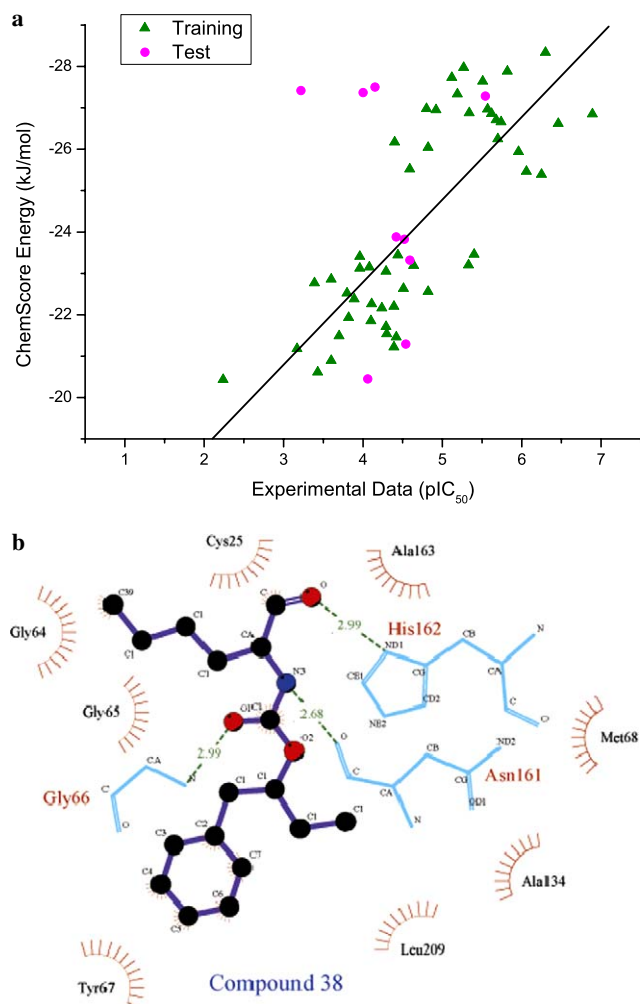 a
Training
Test
-28
-26
-24
-22
-20
ChemScore Energy (kJ/mol)
1 2 3 4 5 6 7
Experimental Data (pIC50)
b
Cys25
Ala163
C39
C
O
Gly64
C1
CA
2.99
His162
C1
C1
ND1
CB
N
N3
CE1
CG
CA
Gly65
O1
C1
2.68
NE2
CD2
C
O
O2
O
Met68
2.99
CB
ND2
CA
N
C
Asn161
Gly66
C
C1
C1
CA
CG
O
C1
C1
N
OD1
C2
C3
C7
C4
C6
Ala134
C5
Leu209
Tyr67
Compound 38